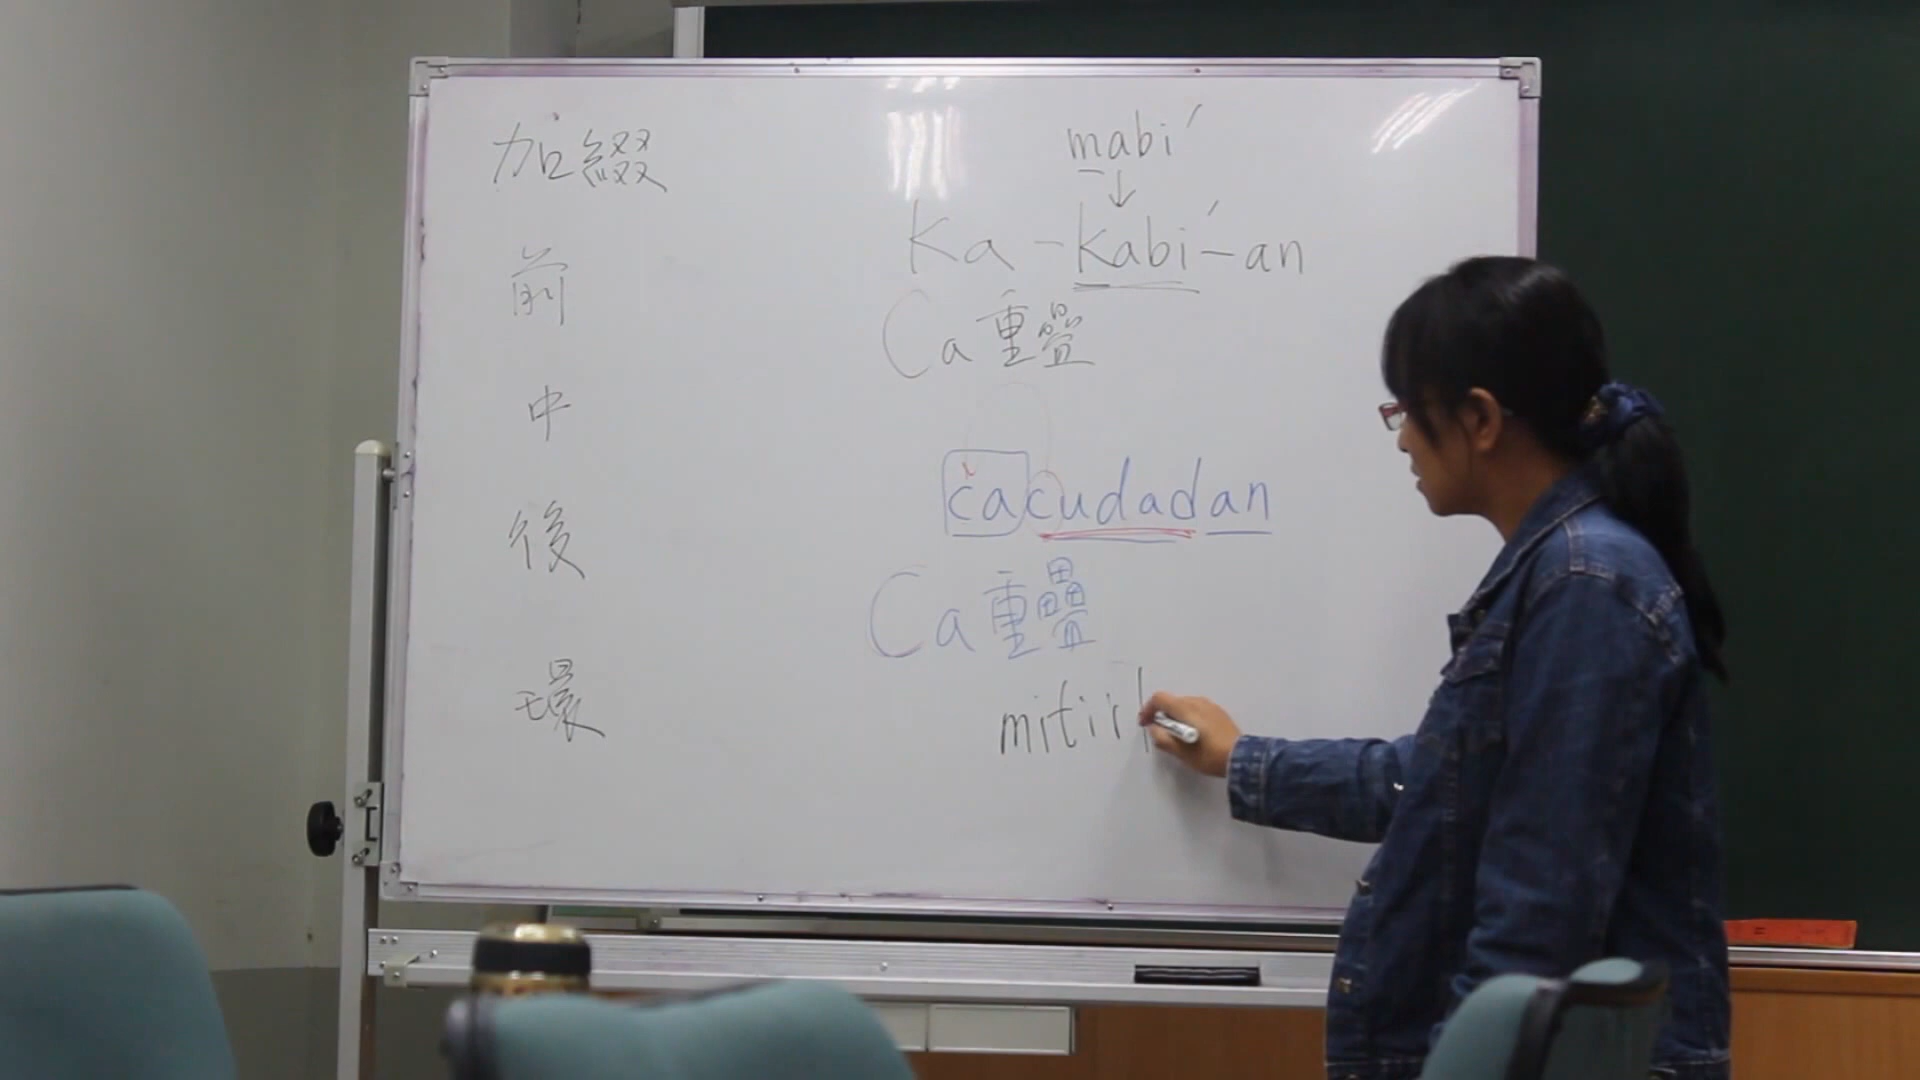 加綴
前
中
後
環
mabi'
↓
Ka-kabi'-an
Ca重疊
cacudadan
Ca重疊
mitir